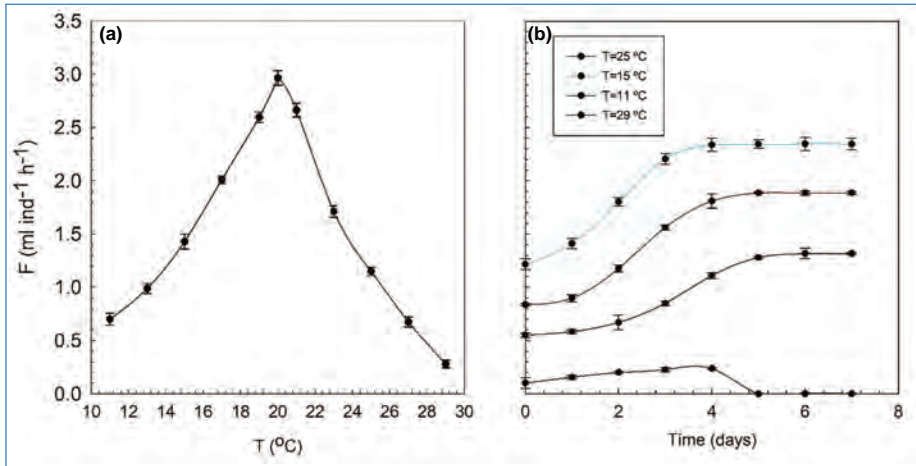 (a)
(b)
3.5
3.0
2.5
2.0
1.5
1.0
0.5
0.0
F (ml ind⁻¹ h⁻¹)
10 12 14 16 18 20 22 24 26 28 30
T (ºC)
T=25 ºC
T=15 ºC
T=11 ºC
T=29 ºC
0 2 4 6 8
Time (days)